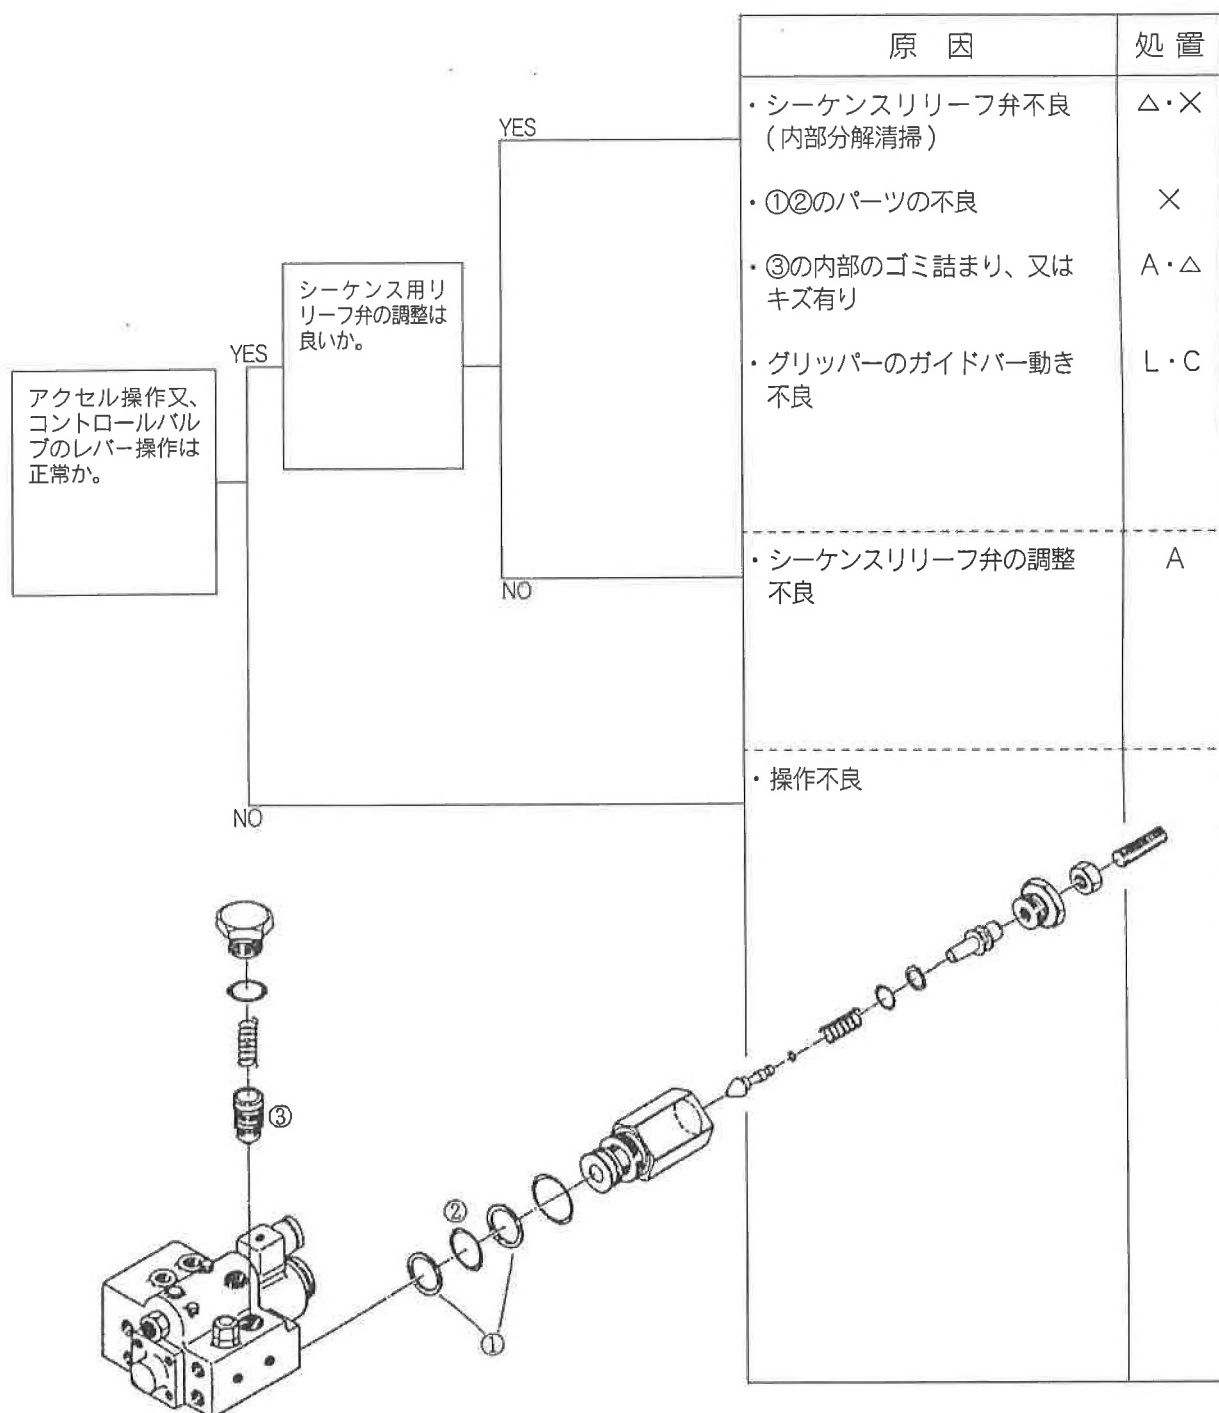 原因
処置
・シーケンスリリーフ弁不良
(内部分解清掃)
△・×
・①②のパーツの不良
×
・③の内部のゴミ詰まり、又は
キズ有り
A・△
・グリッパーのガイドバー動き
不良
L・C
・シーケンスリリーフ弁の調整
不良
A
・操作不良
YES
シーケンス用リ
リーフ弁の調整は
良いか。
NO
YES
アクセル操作又、
コントロールバル
ブのレバー操作は
正常か。
NO
③
②
①